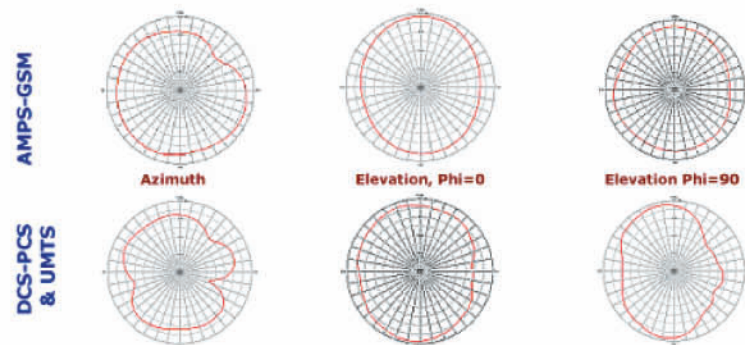 AMPS-GSM
Azimuth
Elevation, Phi=0
Elevation Phi=90
DCS-PCS
& UMTS